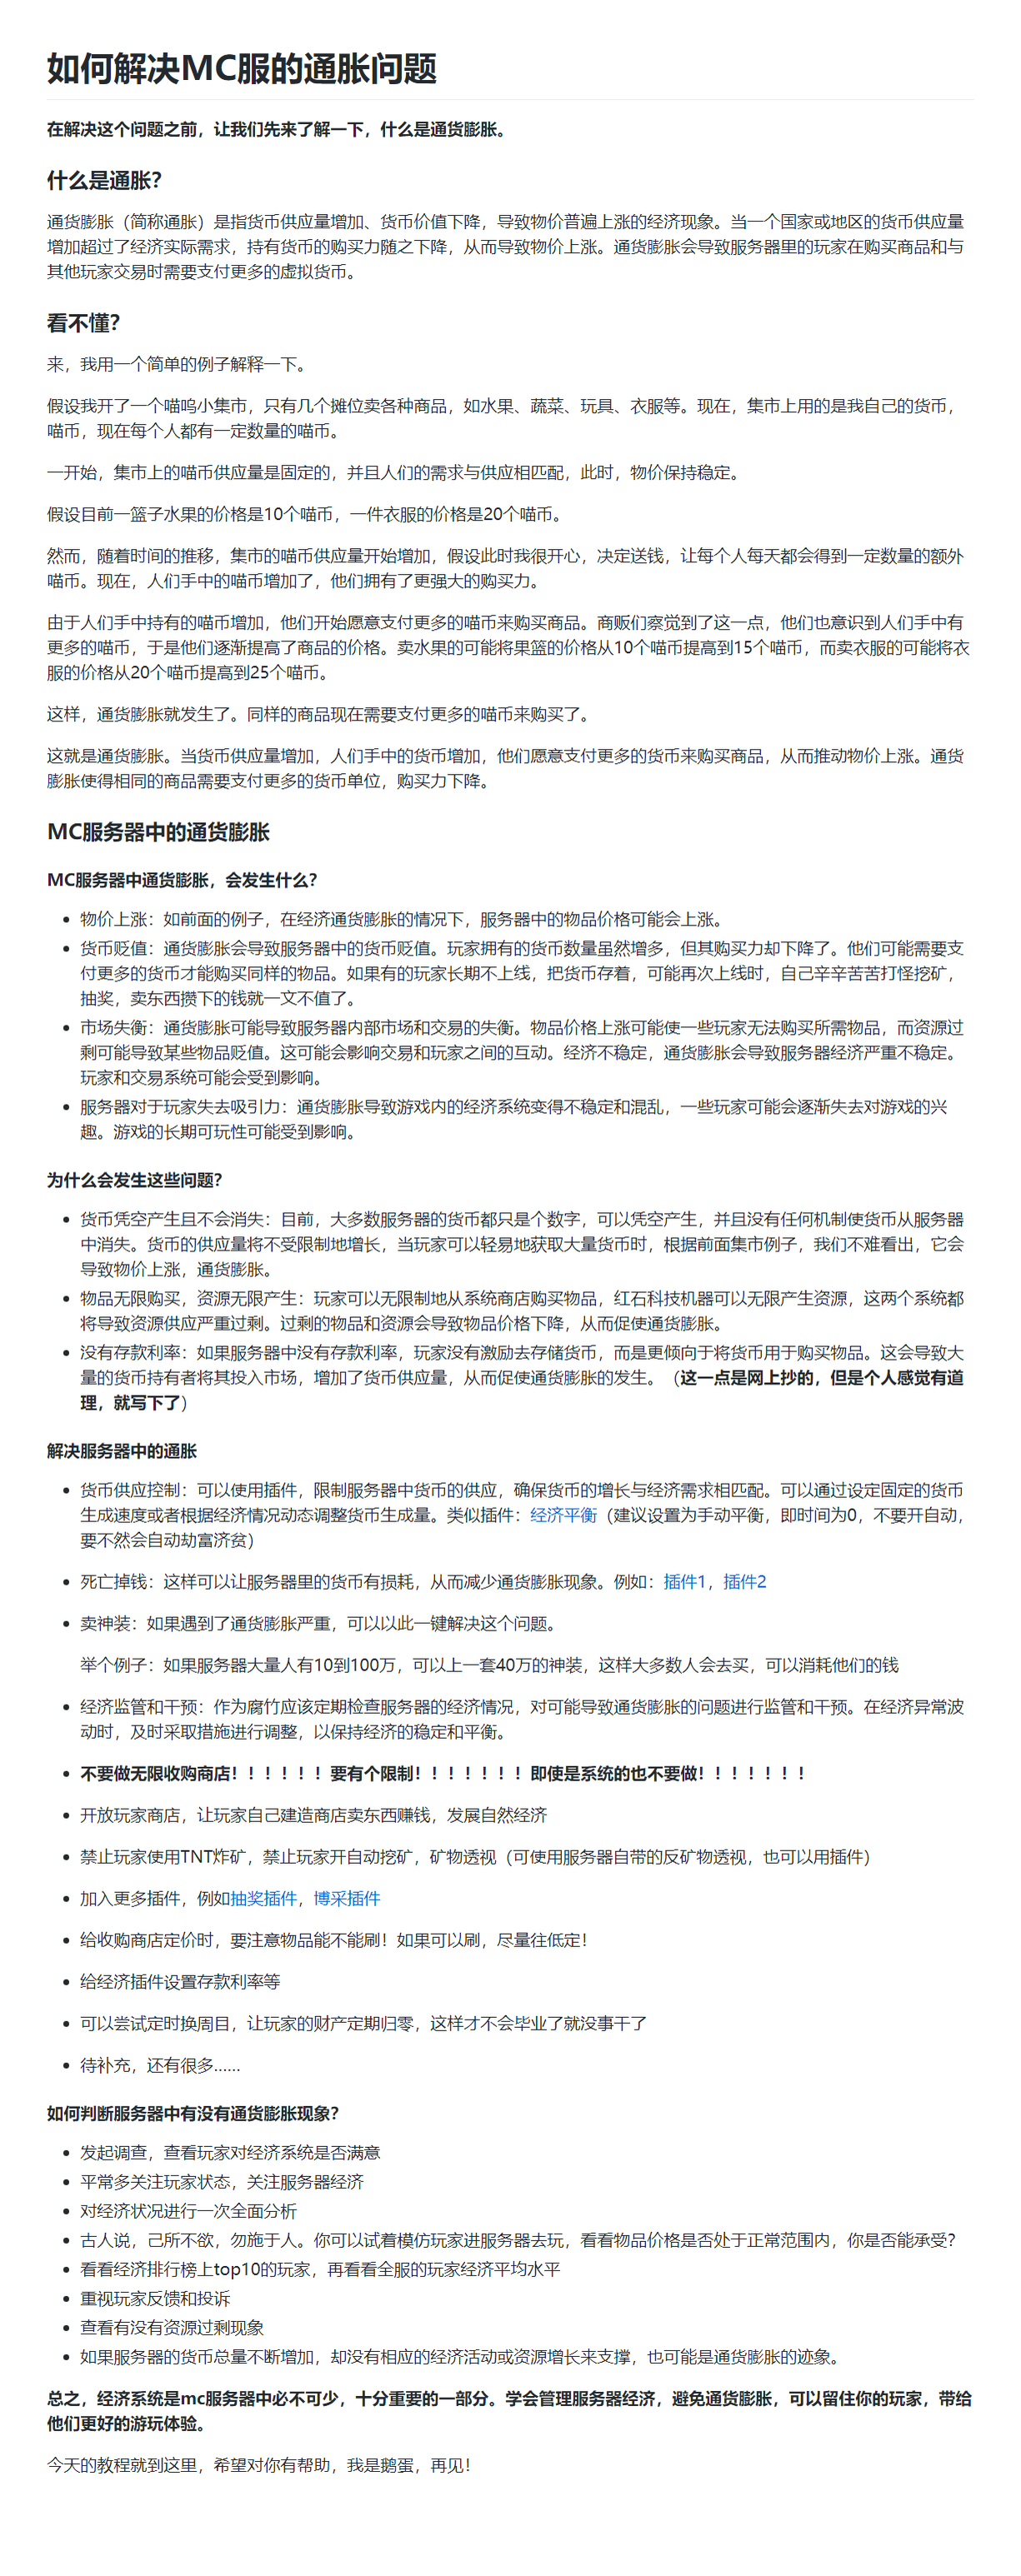 如何解决MC服的通胀问题
在解决这个问题之前，让我们先来了解一下，什么是通货膨胀。
什么是通胀？
通货膨胀（简称通胀）是指货币供应量增加、货币价值下降，导致物价普遍上涨的经济现象。当一个国家或地区的货币供应量
增加超过了经济实际需求，持有货币的购买力随之下降，从而导致物价上涨。通货膨胀会导致服务器里的玩家在购买商品和与
其他玩家交易时需要支付更多的虚拟货币。
看不懂？
来，我用一个简单的例子解释一下。
假设我开了一个喵呜小集市，只有几个摊位卖各种商品，如水果、蔬菜、玩具、衣服等。现在，集市上用的是我自己的货币，
喵币，现在每个人都有一定数量的喵币。
一开始，集市上的喵币供应量是固定的，并且人们的需求与供应相匹配，此时，物价保持稳定。
假设目前一篮子水果的价格是10个喵币，一件衣服的价格是20个喵币。
然而，随着时间的推移，集市的喵币供应量开始增加，假设此时我很开心，决定送钱，让每个人每天都会得到一定数量的额外
喵币。现在，人们手中的喵币增加了，他们拥有了更强大的购买力。
由于人们手中持有的喵币增加，他们开始愿意支付更多的喵币来购买商品。商贩们察觉到了这一点，他们也意识到人们手中有
更多的喵币，于是他们逐渐提高了商品的价格。卖水果的可能将果篮的价格从10个喵币提高到15个喵币，而卖衣服的可能将衣
服的价格从20个喵币提高到25个喵币。
这样，通货膨胀就发生了。同样的商品现在需要支付更多的喵币来购买了。
这就是通货膨胀。当货币供应量增加，人们手中的货币增加，他们愿意支付更多的货币来购买商品，从而推动物价上涨。通货
膨胀使得相同的商品需要支付更多的货币单位，购买力下降。
MC服务器中的通货膨胀
MC服务器中通货膨胀，会发生什么？
• 物价上涨：如前面的例子，在经济通货膨胀的情况下，服务器中的物品价格可能会上涨。
• 货币贬值：通货膨胀会导致服务器中的货币贬值。玩家拥有的货币数量虽然增多，但其购买力却下降了。他们可能需要支
付更多的货币才能购买同样的物品。如果有的玩家长期不上线，把货币存着，可能再次上线时，自己辛辛苦苦打怪挖矿，
抽奖，卖东西攒下的钱就一文不值了。
• 市场失衡：通货膨胀可能导致服务器内部市场和交易的失衡。物品价格上涨可能使一些玩家无法购买所需物品，而资源过
剩可能导致某些物品贬值。这可能会影响交易和玩家之间的互动。经济不稳定，通货膨胀会导致服务器经济严重不稳定。
玩家和交易系统可能会受到影响。
• 服务器对于玩家失去吸引力：通货膨胀导致游戏内的经济系统变得不稳定和混乱，一些玩家可能会逐渐失去对游戏的兴
趣。游戏的长期可玩性可能受到影响。
为什么会发生这些问题？
• 货币凭空产生且不会消失：目前，大多数服务器的货币都只是个数字，可以凭空产生，并且没有任何机制使货币从服务器
中消失。货币的供应量将不受限制地增长，当玩家可以轻易地获取大量货币时，根据前面集市例子，我们不难看出，它会
导致物价上涨，通货膨胀。
• 物品无限购买，资源无限产生：玩家可以无限制地从系统商店购买物品，红石科技机器可以无限产生资源，这两个系统都
将导致资源供应严重过剩。过剩的物品和资源会导致物品价格下降，从而促使通货膨胀。
• 没有存款利率：如果服务器中没有存款利率，玩家没有激励去存储货币，而是更倾向于将货币用于购买物品。这会导致大
量的货币持有者将其投入市场，增加了货币供应量，从而促使通货膨胀的发生。（这一点是网上抄的，但是个人感觉有道
理，就写下了）
解决服务器中的通胀
• 货币供应控制：可以使用插件，限制服务器中货币的供应，确保货币的增长与经济需求相匹配。可以通过设定固定的货币
生成速度或者根据经济情况动态调整货币生成量。类似插件：经济平衡（建议设置为手动平衡，即时间为0，不要开自动，
要不然会自动劫富济贫）
• 死亡掉钱：这样可以让服务器里的货币有损耗，从而减少通货膨胀现象。例如：插件1，插件2
• 卖神装：如果遇到了通货膨胀严重，可以以此一键解决这个问题。
举个例子：如果服务器大量人有10到100万，可以上一套40万的神装，这样大多数人会去买，可以消耗他们的钱
• 经济监管和干预：作为腐竹应该定期检查服务器的经济情况，对可能导致通货膨胀的问题进行监管和干预。在经济异常波
动时，及时采取措施进行调整，以保持经济的稳定和平衡。
• 不要做无限收购商店！！！！！！要有个限制！！！！！！！即使是系统的也不要做！！！！！！！
• 开放玩家商店，让玩家自己建造商店卖东西赚钱，发展自然经济
• 禁止玩家使用TNT炸矿，禁止玩家开自动挖矿，矿物透视（可使用服务器自带的反矿物透视，也可以用插件）
• 加入更多插件，例如抽奖插件，博采插件
• 给收购商店定价时，要注意物品能不能刷！如果可以刷，尽量往低定！
• 给经济插件设置存款利率等
• 可以尝试定时换周目，让玩家的财产定期归零，这样才不会毕业了就没事干了
• 待补充，还有很多......
如何判断服务器中有没有通货膨胀现象？
• 发起调查，查看玩家对经济系统是否满意
• 平常多关注玩家状态，关注服务器经济
• 对经济状况进行一次全面分析
• 古人说，己所不欲，勿施于人。你可以试着模仿玩家进服务器去玩，看看物品价格是否处于正常范围内，你是否能承受？
• 看看经济排行榜上top10的玩家，再看看全服的玩家经济平均水平
• 重视玩家反馈和投诉
• 查看有没有资源过剩现象
• 如果服务器的货币总量不断增加，却没有相应的经济活动或资源增长来支撑，也可能是通货膨胀的迹象。
总之，经济系统是mc服务器中必不可少，十分重要的一部分。学会管理服务器经济，避免通货膨胀，可以留住你的玩家，带给
他们更好的游玩体验。
今天的教程就到这里，希望对你有帮助，我是鹅蛋，再见！